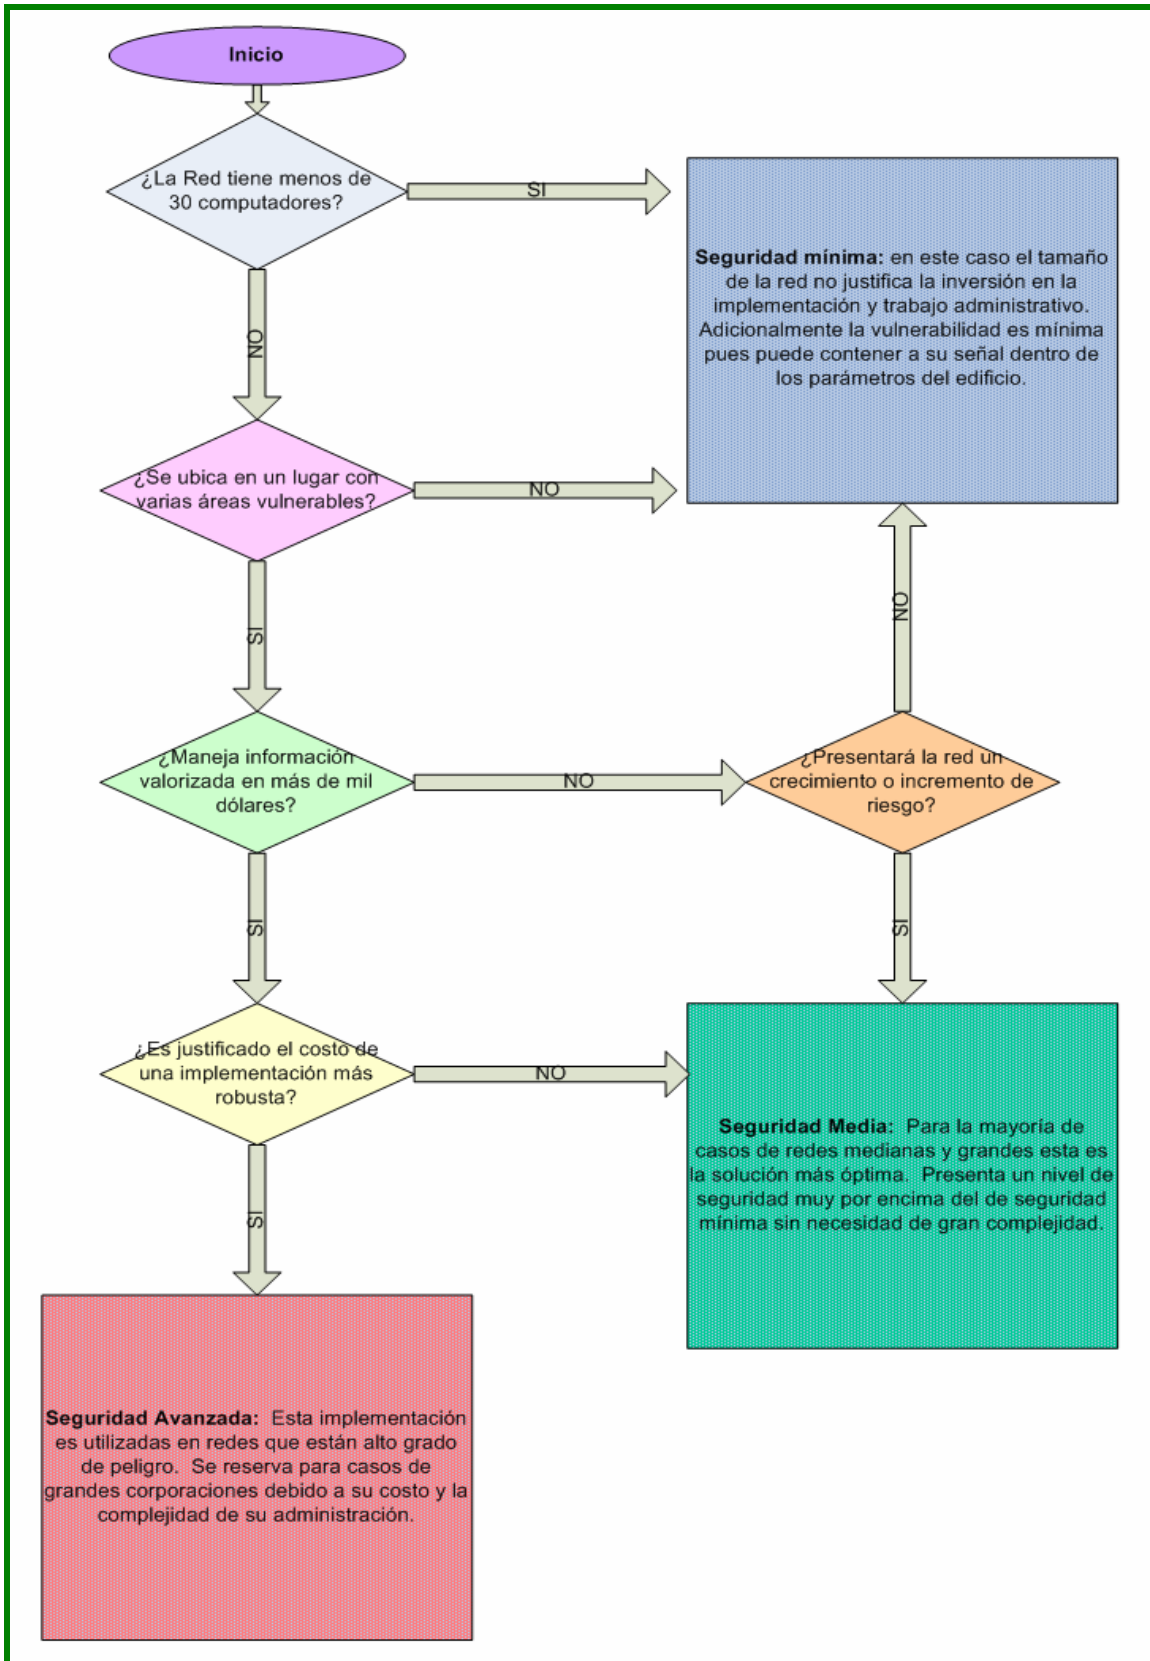 Inicio
¿La Red tiene menos de
30 computadores?
SI
Seguridad mínima: en este caso el tamaño
de la red no justifica la inversión en la
implementación y trabajo administrativo.
Adicionalmente la vulnerabilidad es mínima
pues puede contener a su señal dentro de
los parámetros del edificio.
NO
¿Se ubica en un lugar con
varias áreas vulnerables?
NO
NO
SI
¿Maneja información
valorizada en más de mil
dólares?
NO
¿Presentará la red un
crecimiento o incremento de
riesgo?
SI
SI
¿Es justificado el costo de
una implementación más
robusta?
NO
Seguridad Media:  Para la mayoría de
casos de redes medianas y grandes esta es
la solución más óptima.  Presenta un nivel de
seguridad muy por encima del de seguridad
mínima sin necesidad de gran complejidad.
SI
Seguridad Avanzada:  Esta implementación
es utilizadas en redes que están alto grado
de peligro.  Se reserva para casos de
grandes corporaciones debido a su costo y la
complejidad de su administración.